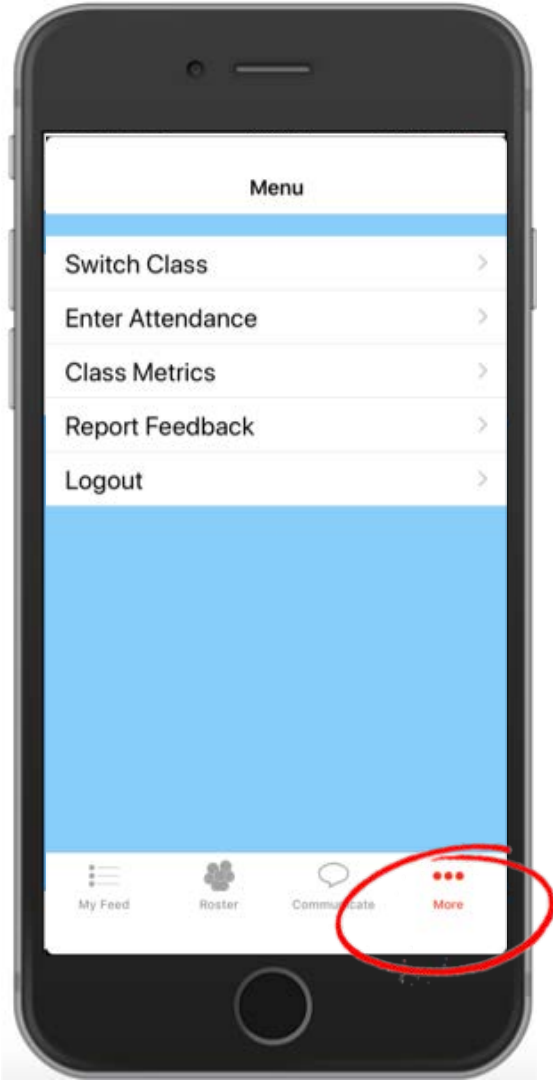 Menu
Switch Class
Enter Attendance
Class Metrics
Report Feedback
Logout
My Feed Roster Communicate More